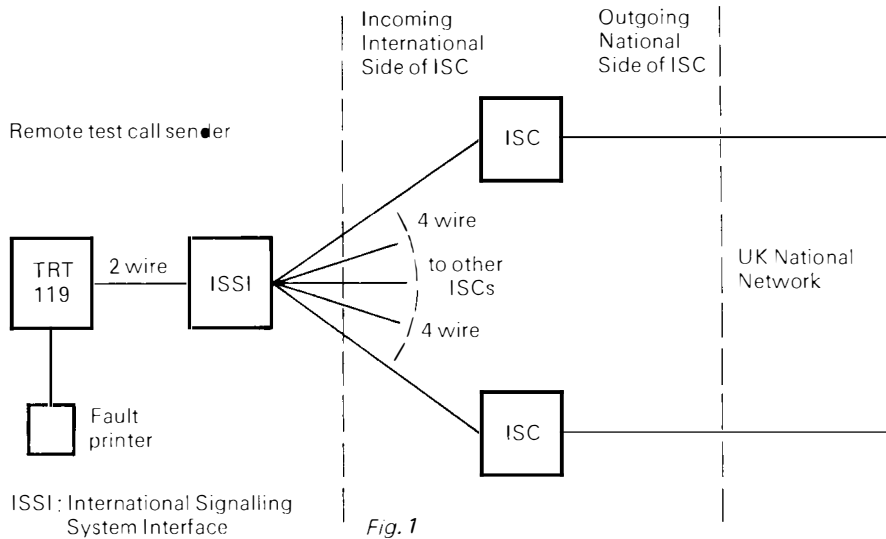 Incoming
International
Side of ISC
Outgoing
National
Side of ISC
Remote test call sender
ISC
4 wire
TRT
119
2 wire
ISSI
to other
ISCs
UK National
Network
4 wire
Fault
printer
ISC
ISSI: International Signalling
System Interface
Fig. 1